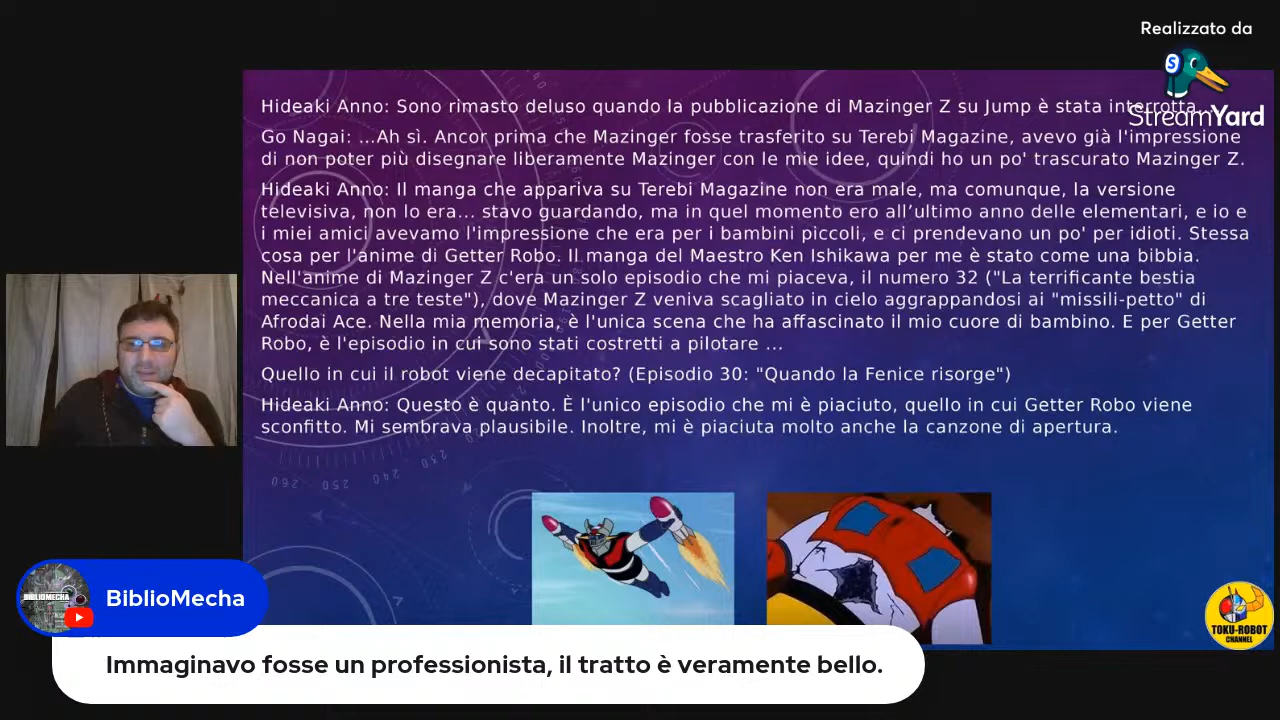 Realizzato da
StreamYard
Hideaki Anno: Sono rimasto deluso quando la pubblicazione di Mazinger Z su Jump è stata interrotta...
Go Nagai: ...Ah sì. Ancor prima che Mazinger fosse trasferito su Terebi Magazine, avevo già l'impressione
di non poter più disegnare liberamente Mazinger con le mie idee, quindi ho un po' trascurato Mazinger Z.
Hideaki Anno: Il manga che appariva su Terebi Magazine non era male, ma comunque, la versione
televisiva, non lo era... stavo guardando, ma in quel momento ero all’ultimo anno delle elementari, e io e
i miei amici avevamo l'impressione che era per i bambini piccoli, e ci prendevano un po' per idioti. Stessa
cosa per l'anime di Getter Robo. Il manga del Maestro Ken Ishikawa per me è stato come una bibbia.
Nell'anime di Mazinger Z c'era un solo episodio che mi piaceva, il numero 32 ("La terrificante bestia
meccanica a tre teste"), dove Mazinger Z veniva scagliato in cielo aggrappandosi ai "missili-petto" di
Afrodai Ace. Nella mia memoria, è l'unica scena che ha affascinato il mio cuore di bambino. E per Getter
Robo, è l'episodio in cui sono stati costretti a pilotare ...
Quello in cui il robot viene decapitato? (Episodio 30: "Quando la Fenice risorge")
Hideaki Anno: Questo è quanto. È l'unico episodio che mi è piaciuto, quello in cui Getter Robo viene
sconfitto. Mi sembrava plausibile. Inoltre, mi è piaciuta molto anche la canzone di apertura.
230
240
250
260
BIBLIOMECHA
BiblioMecha
Immaginavo fosse un professionista, il tratto è veramente bello.
TOKU-ROBOT
CHANNEL